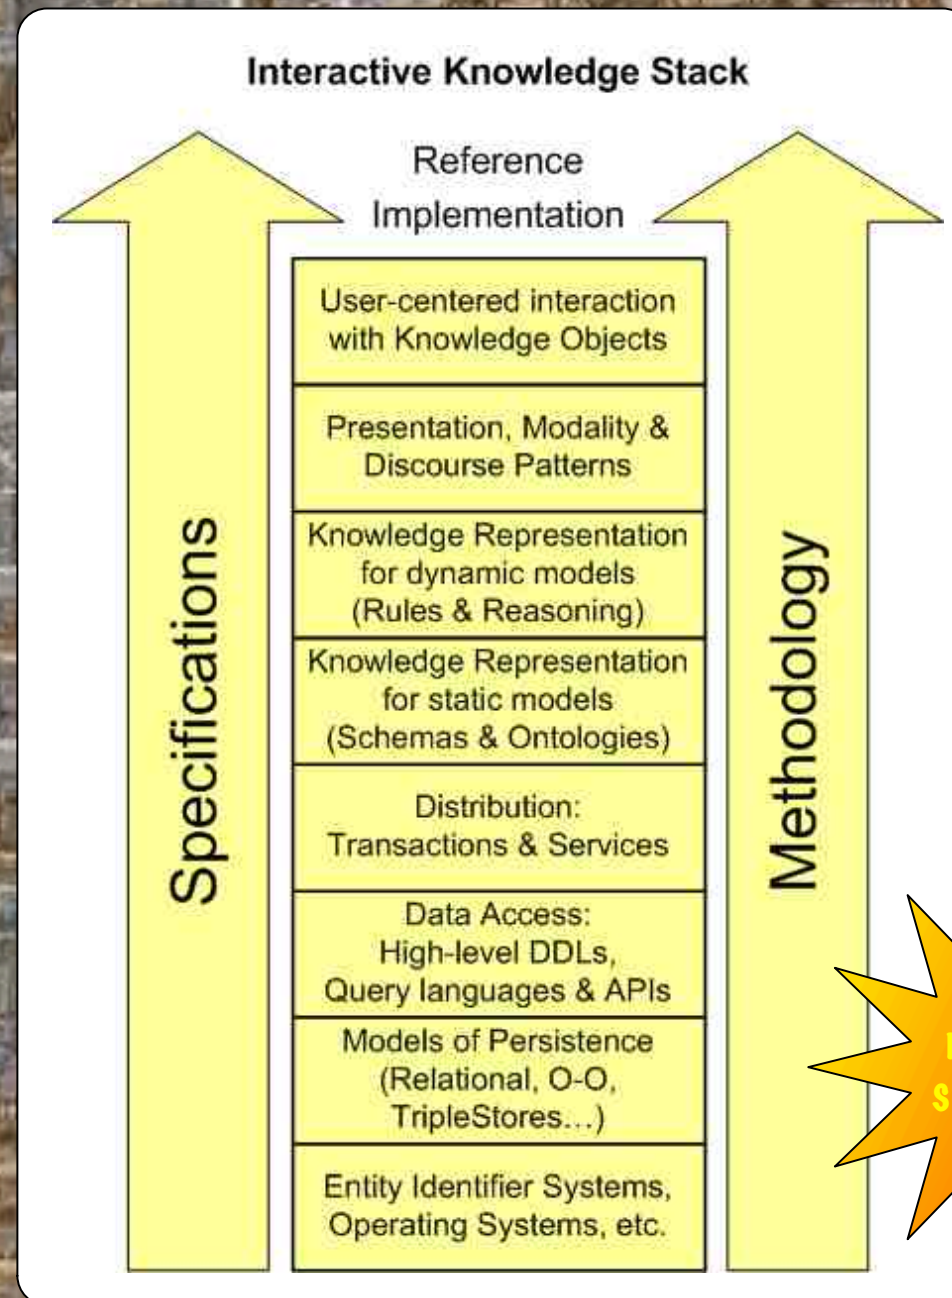 Interactive Knowledge Stack
Reference
Implementation
User-centered interaction
with Knowledge Objects
Presentation, Modality &
Discourse Patterns
Knowledge Representation
for dynamic models
(Rules & Reasoning)
Knowledge Representation
for static models
(Schemas & Ontologies)
Distribution:
Transactions & Services
Data Access:
High-level DDLs,
Query languages & APIs
Models of Persistence
(Relational, O-O,
TripleStores...)
Entity Identifier Systems,
Operating Systems, etc.
Specifications
Methodology